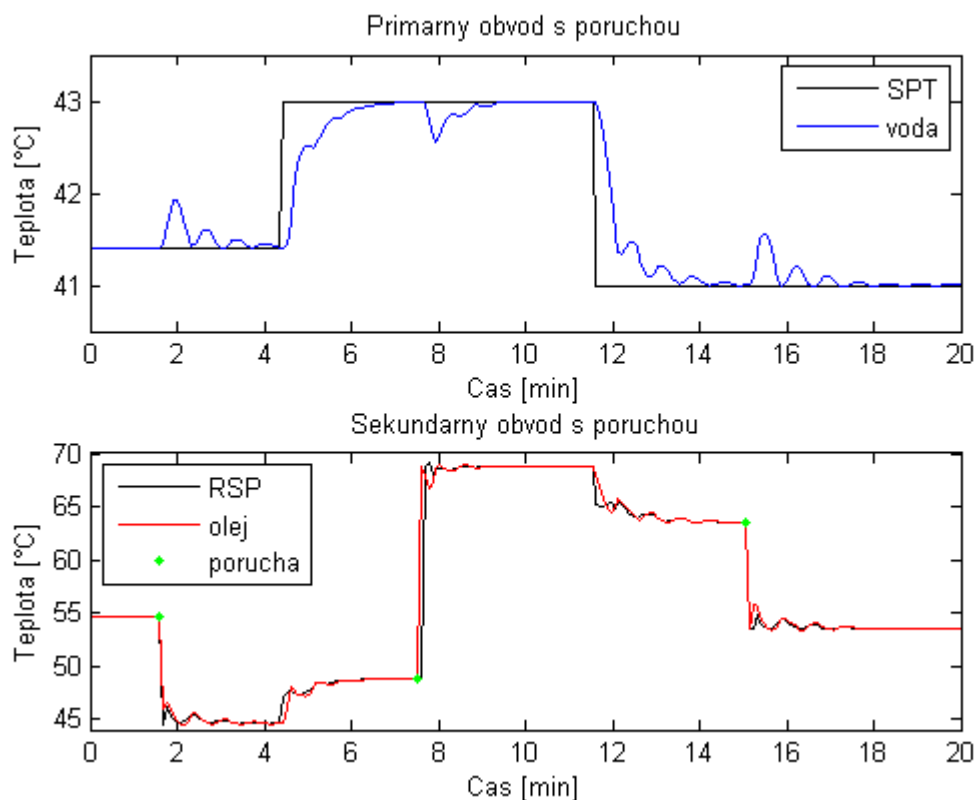 Primarny obvod s poruchou
Teplota [°C]
43
42
41
SPT
voda
0 2 4 6 8 10 12 14 16 18 20
Cas [min]
Sekundarny obvod s poruchou
Teplota [°C]
70
65
60
55
50
45
RSP
olej
porucha
0 2 4 6 8 10 12 14 16 18 20
Cas [min]